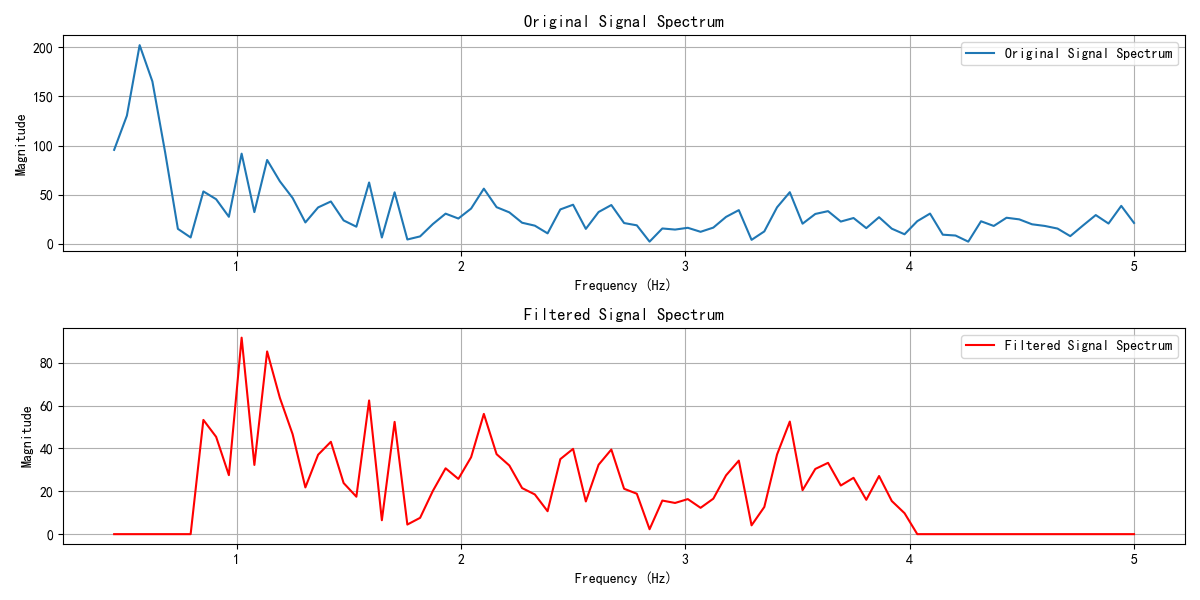 Original Signal Spectrum
Original Signal Spectrum
200
150
100
50
0
Magnitude
1 2 3 4 5
Frequency (Hz)
Filtered Signal Spectrum
Filtered Signal Spectrum
80
60
40
20
0
Magnitude
1 2 3 4 5
Frequency (Hz)